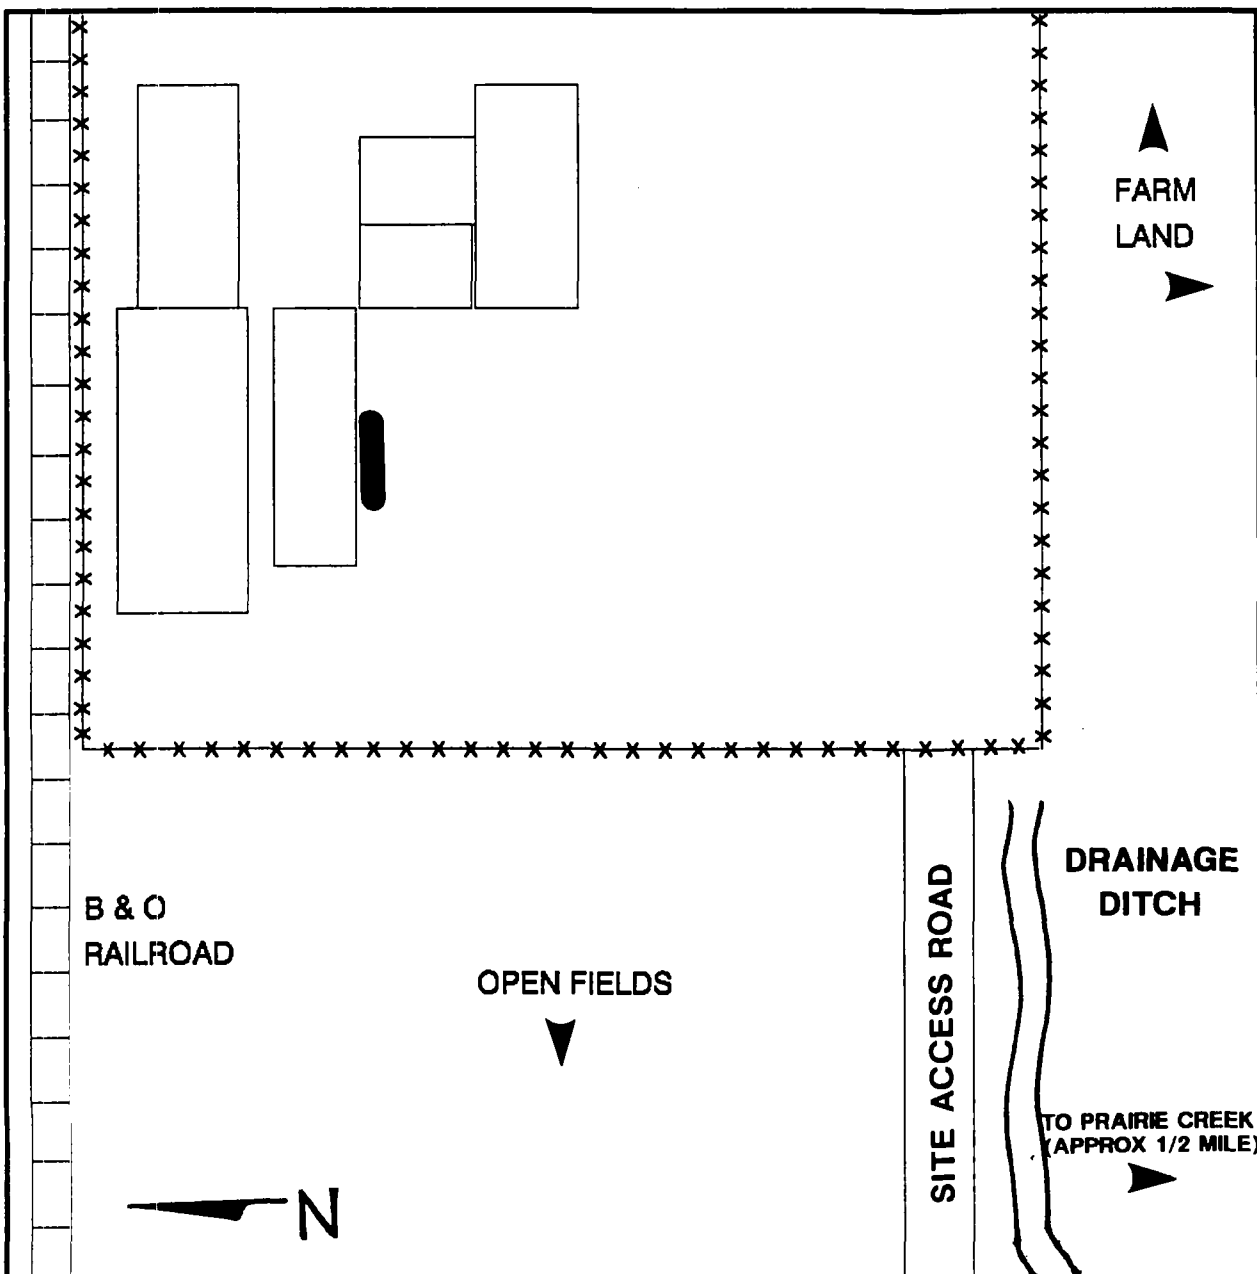 FARM
LAND
DRAINAGE
DITCH
B & O
RAILROAD
OPEN FIELDS
SITE ACCESS ROAD
TO PRAIRIE CREEK
(APPROX 1/2 MILE)
N